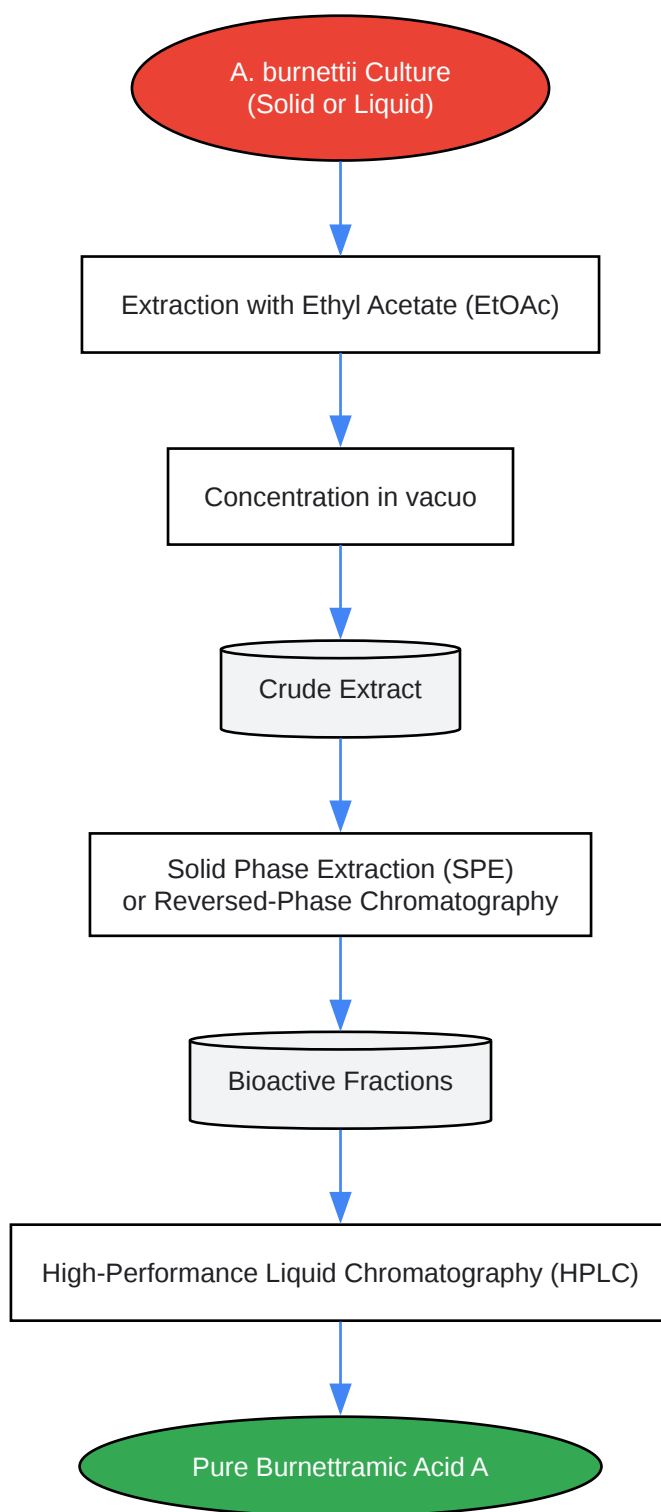 A. burnettii Culture
(Solid or Liquid)
Extraction with Ethyl Acetate (EtOAc)
Concentration in vacuo
Crude Extract
Solid Phase Extraction (SPE)
or Reversed-Phase Chromatography
Bioactive Fractions
High-Performance Liquid Chromatography (HPLC)
Pure Burnettramic Acid A